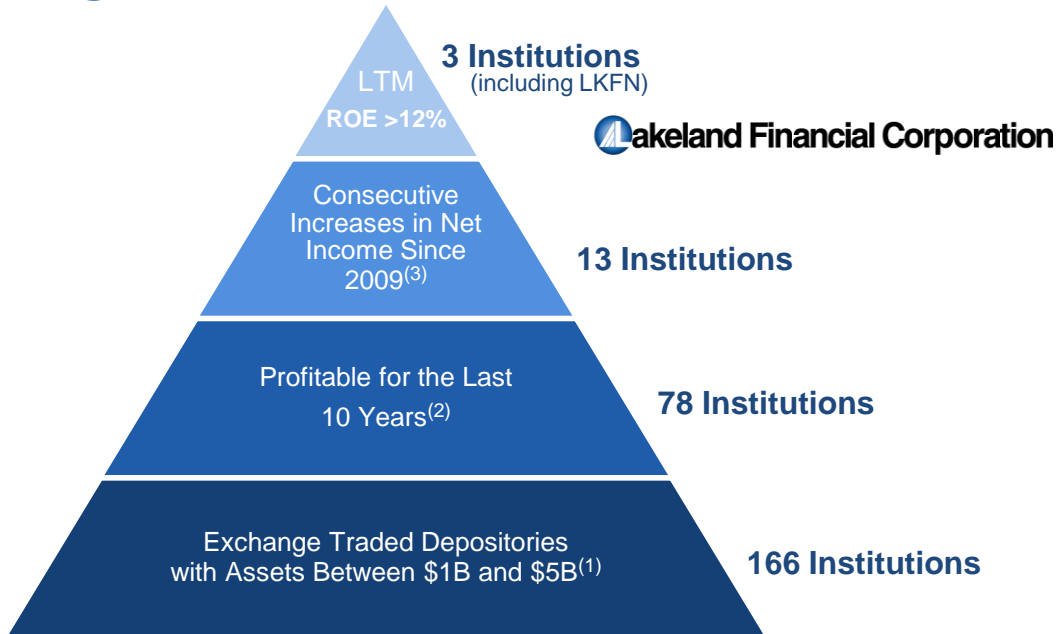 LTM
ROE >12%
3 Institutions
(including LKFN)
Lakeland Financial Corporation
Consecutive
Increases in Net
Income Since
2009(3)
13 Institutions
Profitable for the Last
10 Years(2)
78 Institutions
Exchange Traded Depositories
with Assets Between $1B and $5B(1)
166 Institutions